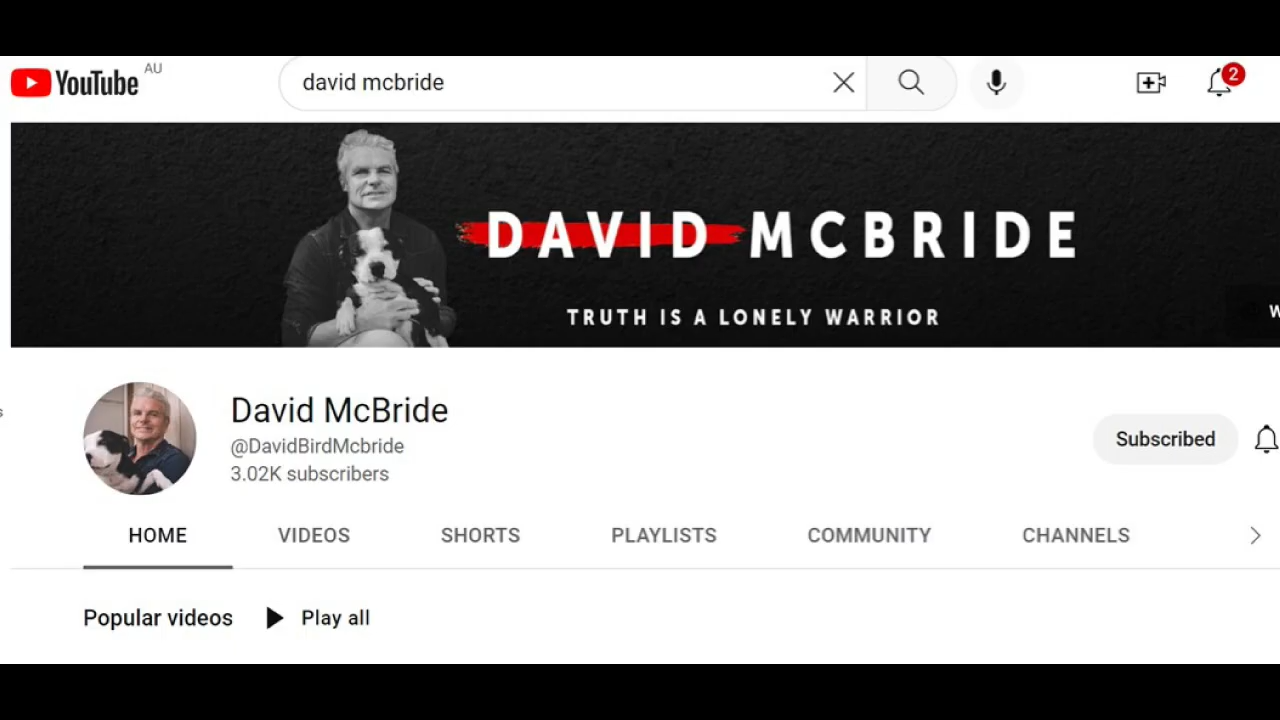 YouTube AU
david mcbride
2
DAVID MCBRIDE
TRUTH IS A LONELY WARRIOR
W
David McBride
s
@DavidBirdMcbride
3.02K subscribers
Subscribed
HOME VIDEOS SHORTS PLAYLISTS COMMUNITY CHANNELS
Popular videos Play all